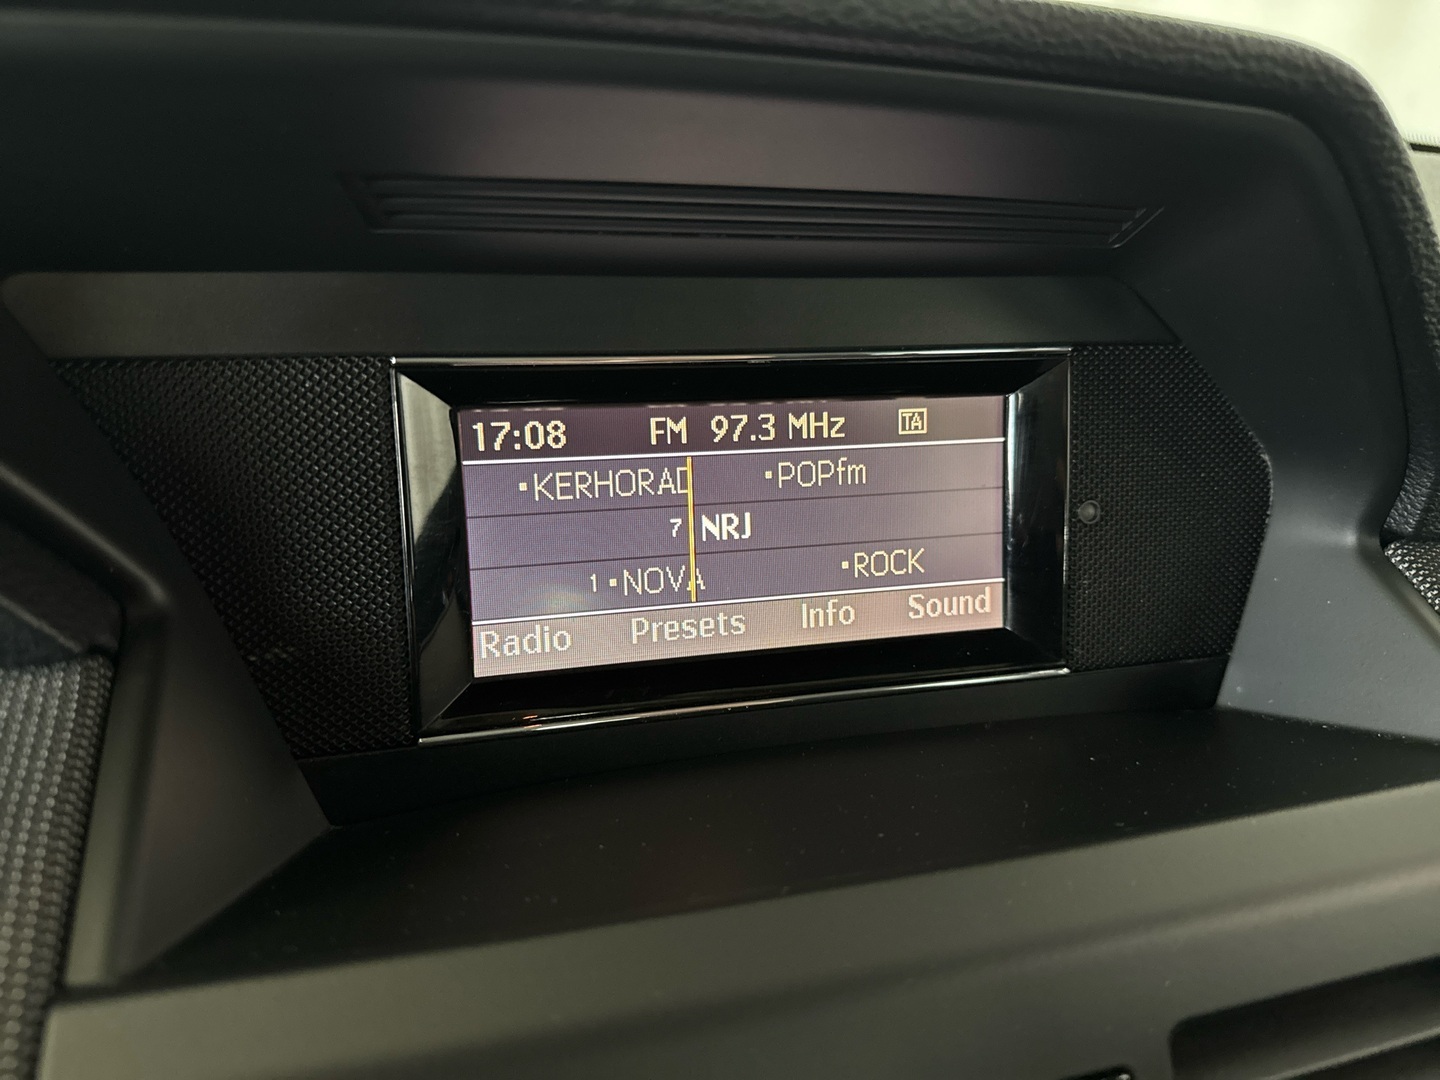 17:08 FM 97.3 MHz TA
·KERHORAD ·POPfm
7 NRJ
1 ·NOVA ·ROCK
Radio Presets Info Sound